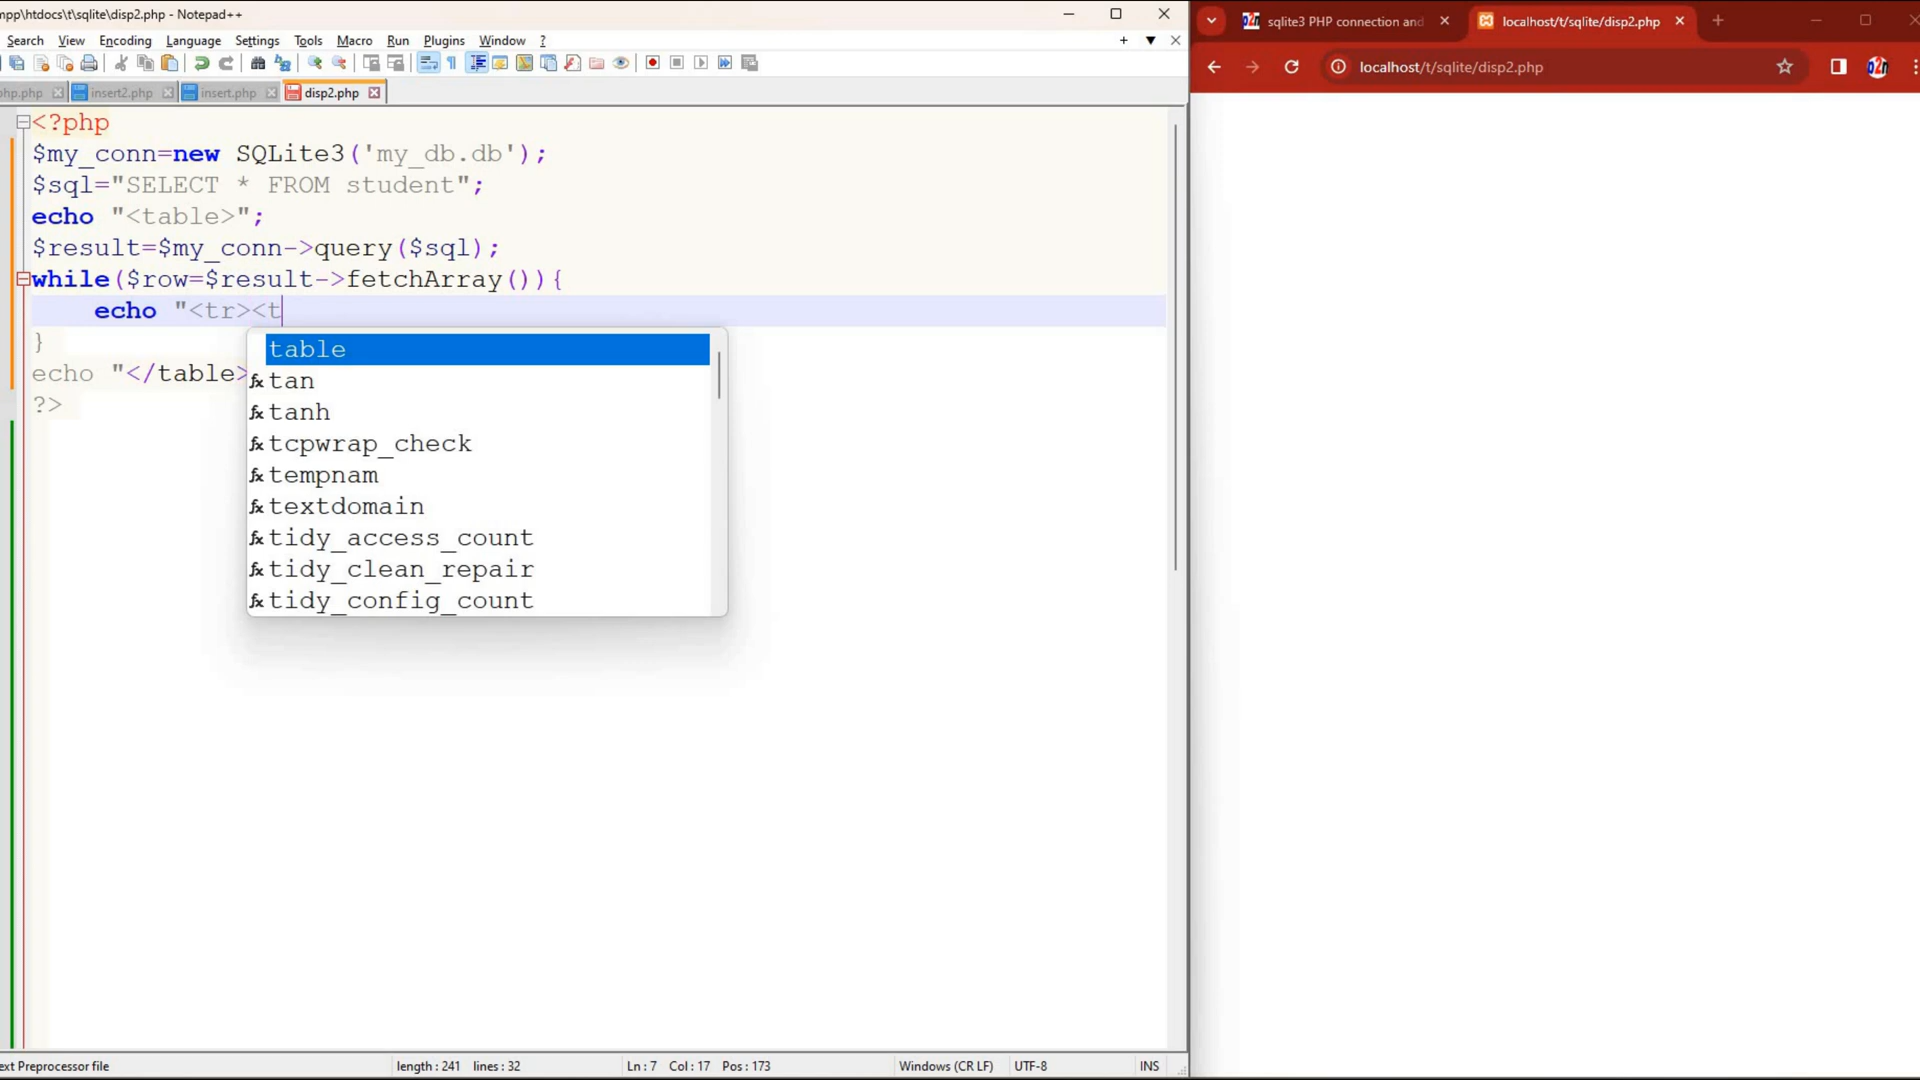 mpp\htdocs\t\sqlite\disp2.php - Notepad++
Search View Encoding Language Settings Tools Macro Run Plugins Window ?
php.php insert2.php insert.php disp2.php
<?php
$my_conn=new SQLite3('my_db.db');
$sql="SELECT * FROM student";
echo "<table>";
$result=$my_conn->query($sql);
while($row=$result->fetchArray()){
echo "<tr><t
}
echo "</table>
?>
table
tan
tanh
tcpwrap_check
tempnam
textdomain
tidy_access_count
tidy_clean_repair
tidy_config_count
ext Preprocessor file length : 241 lines : 32 Ln : 7 Col : 17 Pos : 173 Windows (CR LF) UTF-8 INS
sqlite3 PHP connection and localhost/t/sqlite/disp2.php
localhost/t/sqlite/disp2.php